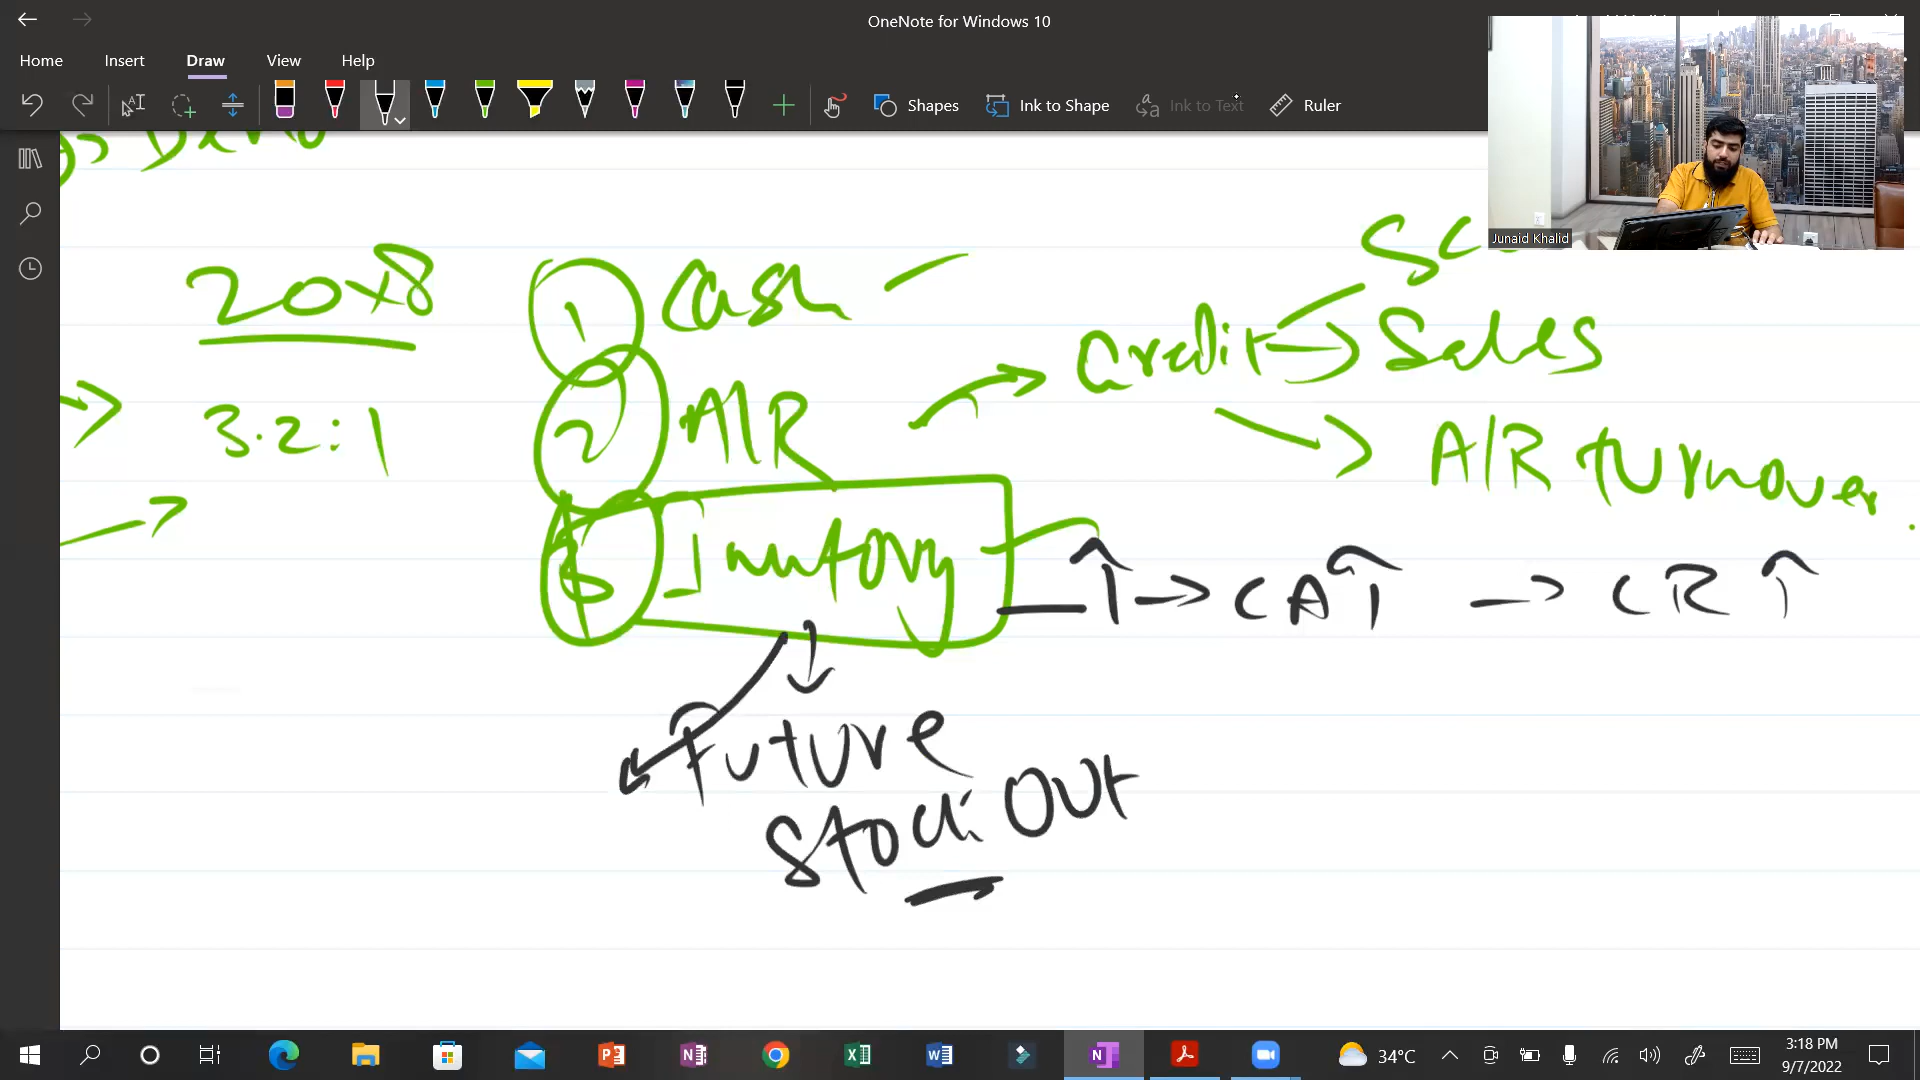 OneNote for Windows 10
Home Insert Draw View Help
Shapes Ink to Shape Ink to Text Ruler
Junaid Khalid
20x8
1 Cash
Credit → Sales
3.2:1
2 A/R
A/R turnover
Inventory
↑ → CA ↑ → CR ↑
Future
Stock Out
34°C
3:18 PM
9/7/2022